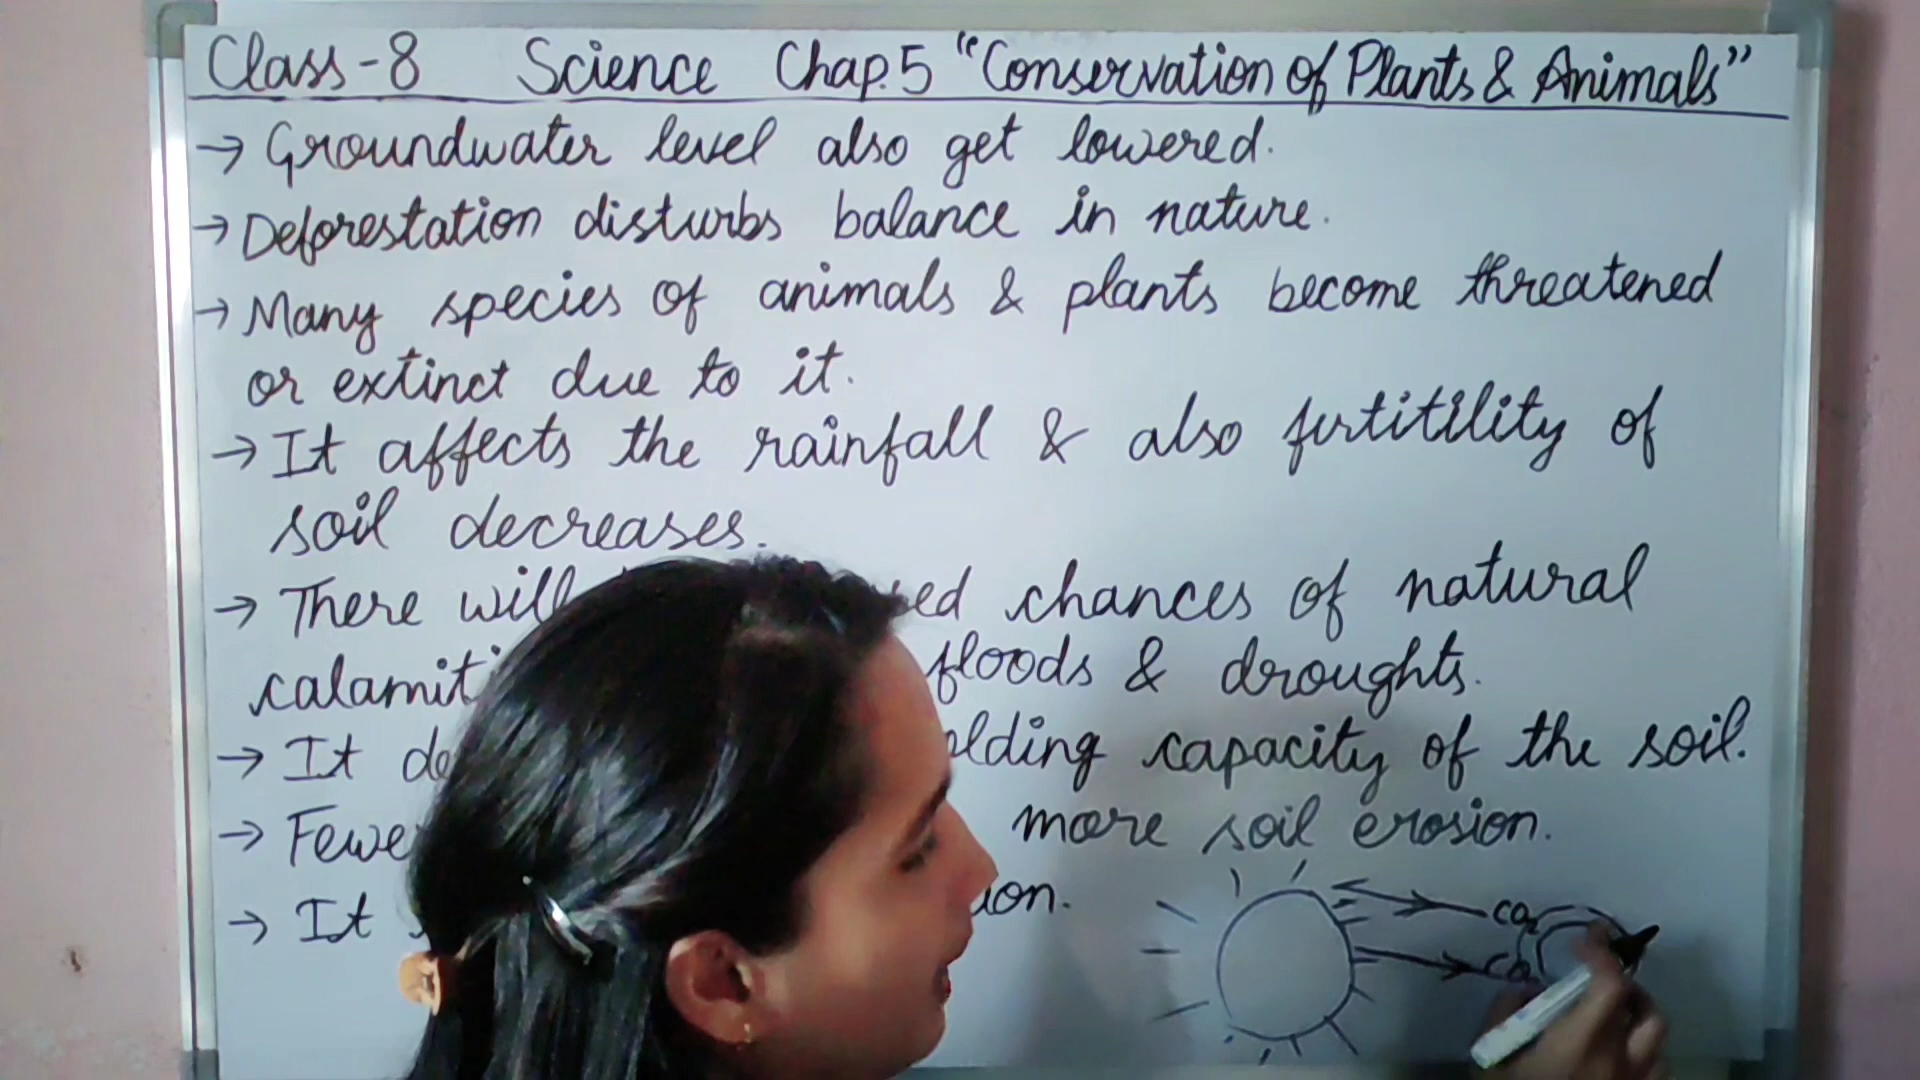 Class-8 Science Chap.5 "Conservation of Plants & Animals"
→ Groundwater level also get lowered.
→ Deforestation disturbs balance in nature.
→ Many species of animals & plants become threatened
or extinct due to it.
→ It affects the rainfall & also fertitility of
soil decreases.
→ There will chances of natural
floods & droughts.
→ It capacity of the soil.
→ more soil erosion.
→ It
CO2